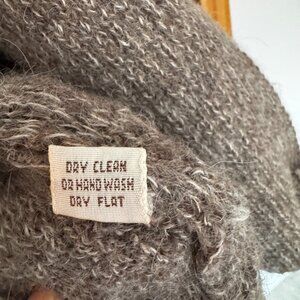 DRY CLEAN
OR HAND WASH
DRY FLAT